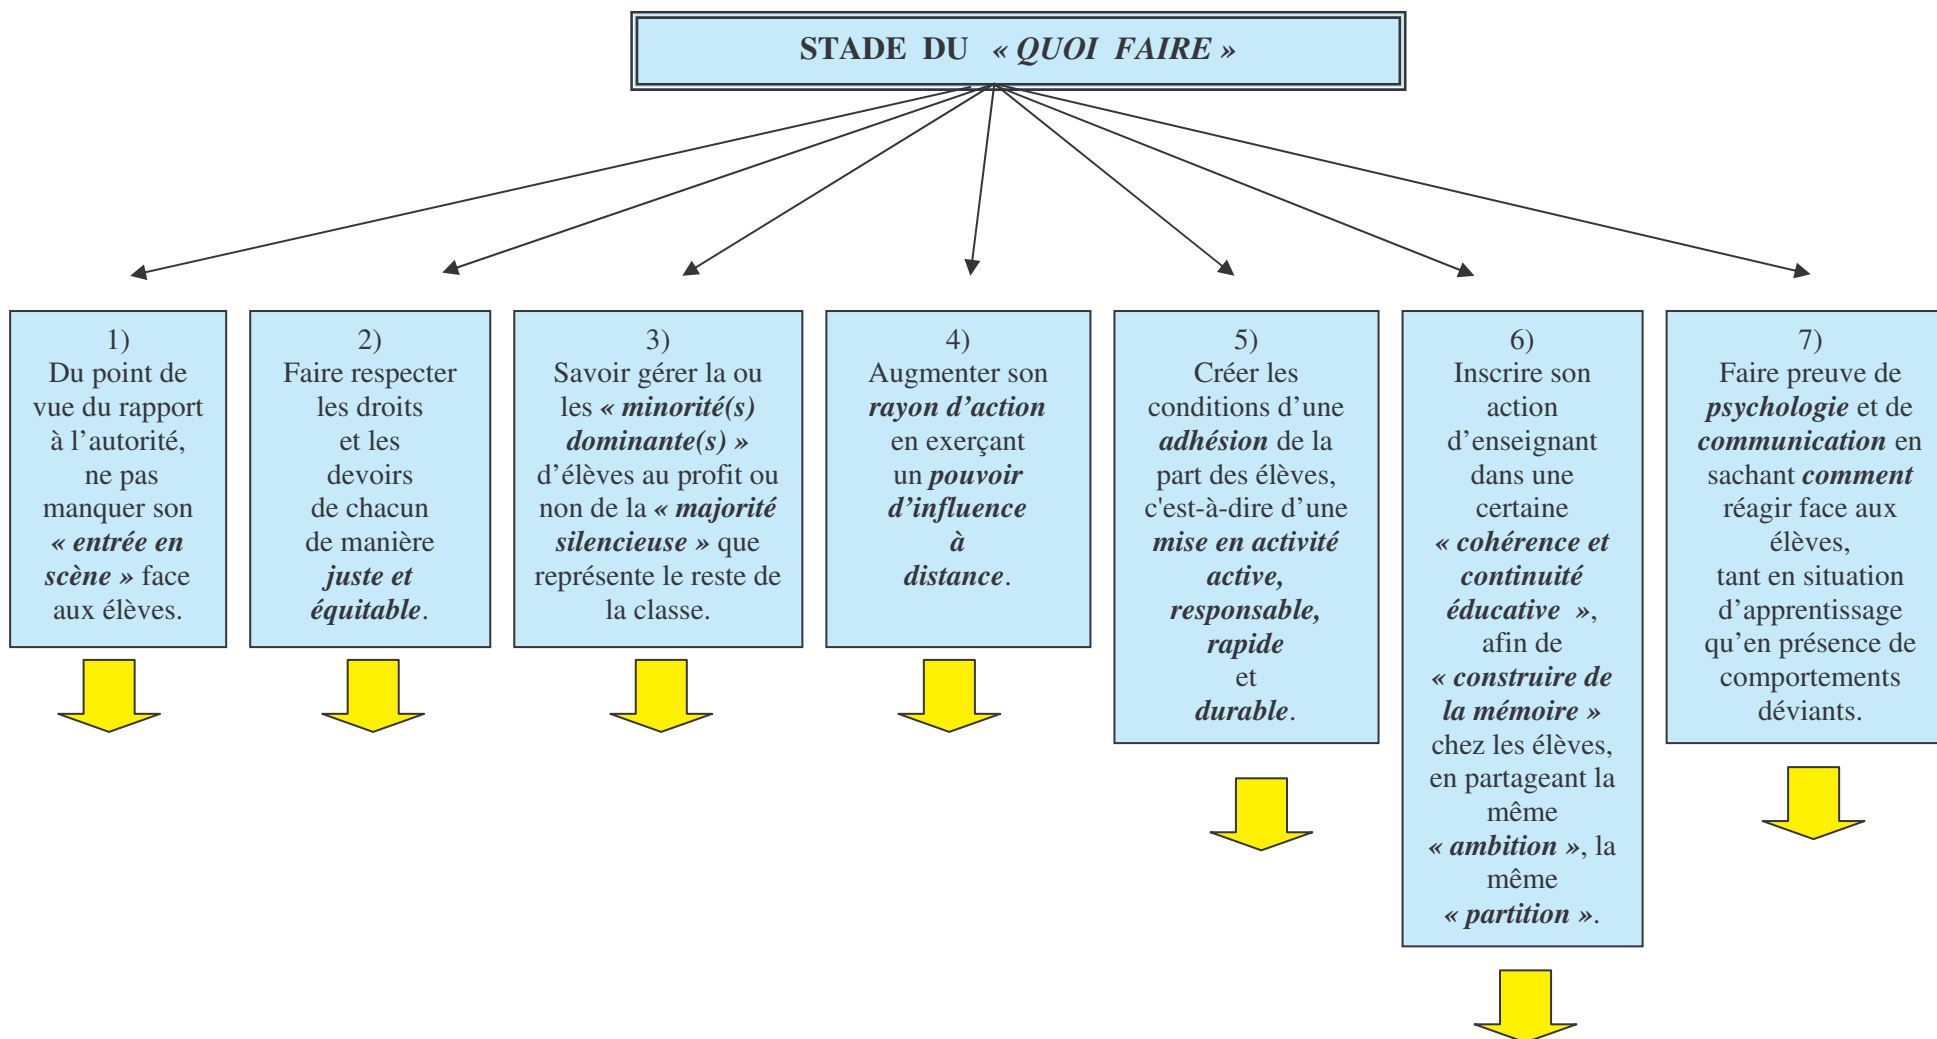 STADE DU « QUOI FAIRE »
1)
Du point de
vue du rapport
à l’autorité,
ne pas
manquer son
« entrée en
scène » face
aux élèves.
2)
Faire respecter
les droits
et les
devoirs
de chacun
de manière
juste et
équitable.
3)
Savoir gérer la ou
les « minorité(s)
dominante(s) »
d’élèves au profit ou
non de la « majorité
silencieuse » que
représente le reste de
la classe.
4)
Augmenter son
rayon d’action
en exerçant
un pouvoir
d’influence
à
distance.
5)
Créer les
conditions d’une
adhésion de la
part des élèves,
c'est-à-dire d’une
mise en activité
active,
responsable,
rapide
et
durable.
6)
Inscrire son
action
d’enseignant
dans une
certaine
« cohérence et
continuité
éducative »,
afin de
« construire de
la mémoire »
chez les élèves,
en partageant la
même
« ambition », la
même
« partition ».
7)
Faire preuve de
psychologie et de
communication en
sachant comment
réagir face aux
élèves,
tant en situation
d’apprentissage
qu’en présence de
comportements
déviants.